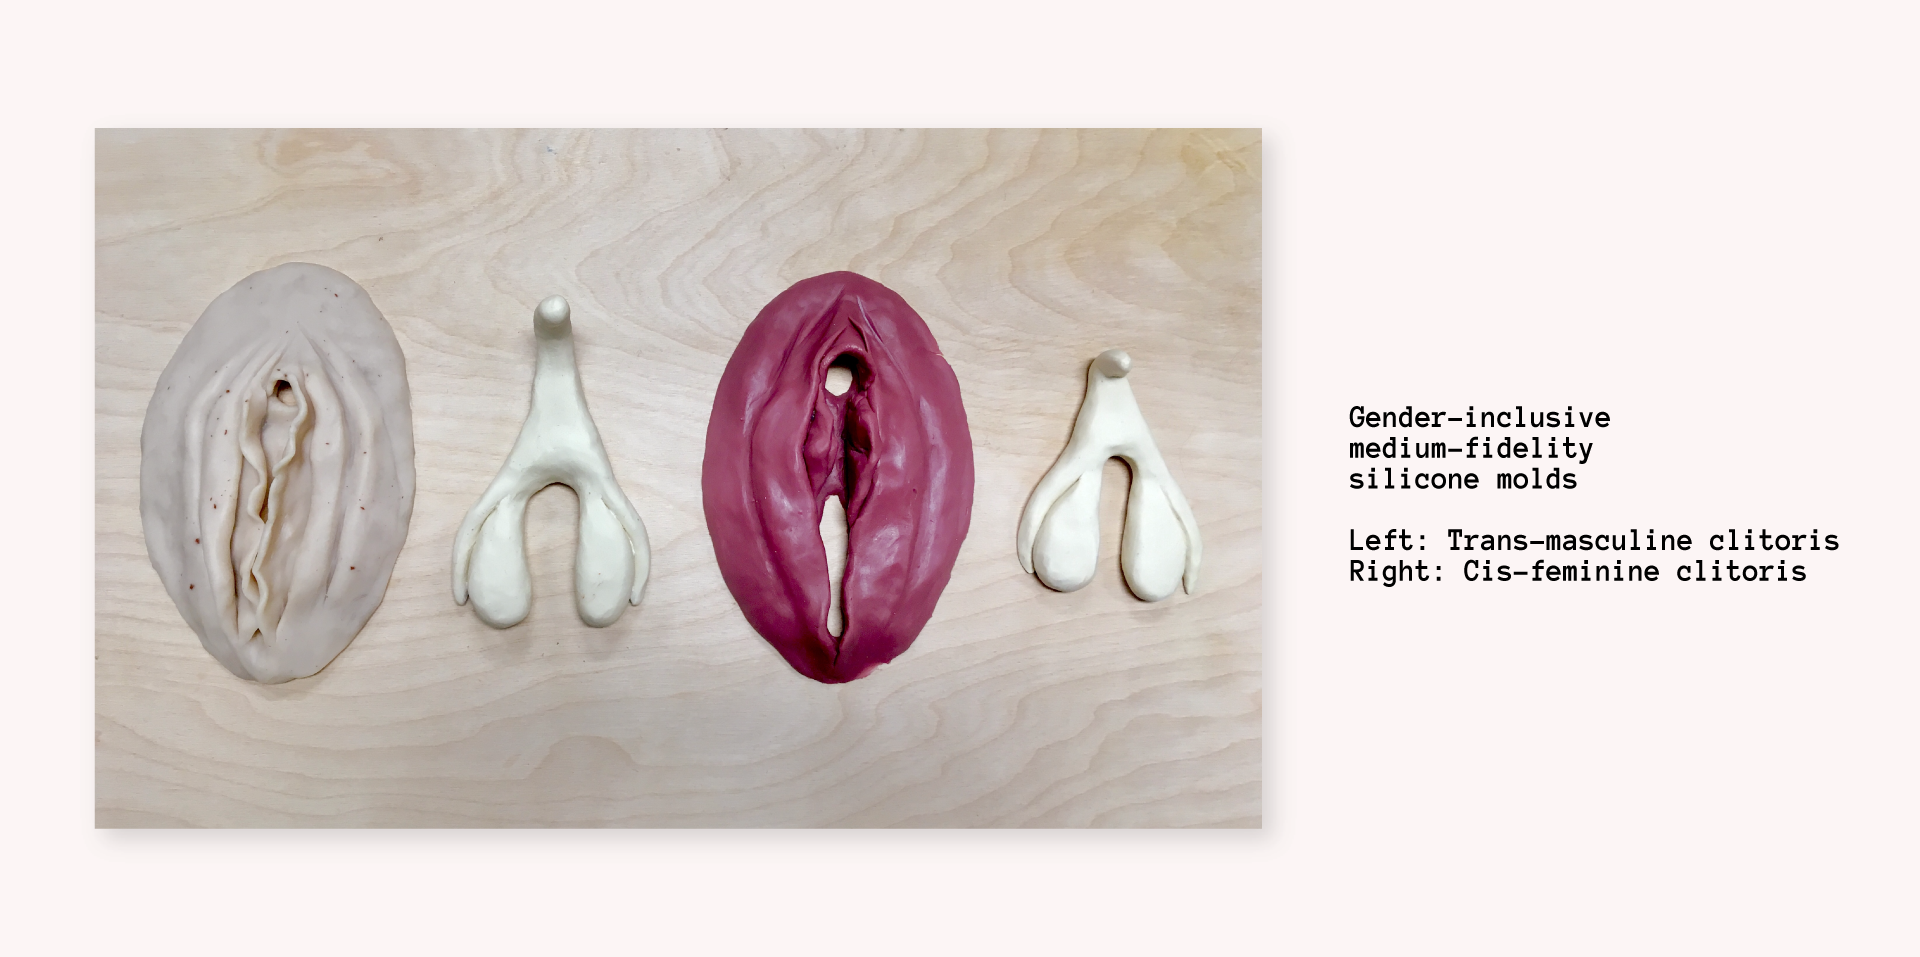 Gender-inclusive
medium-fidelity
silicone molds
Left: Trans-masculine clitoris
Right: Cis-feminine clitoris